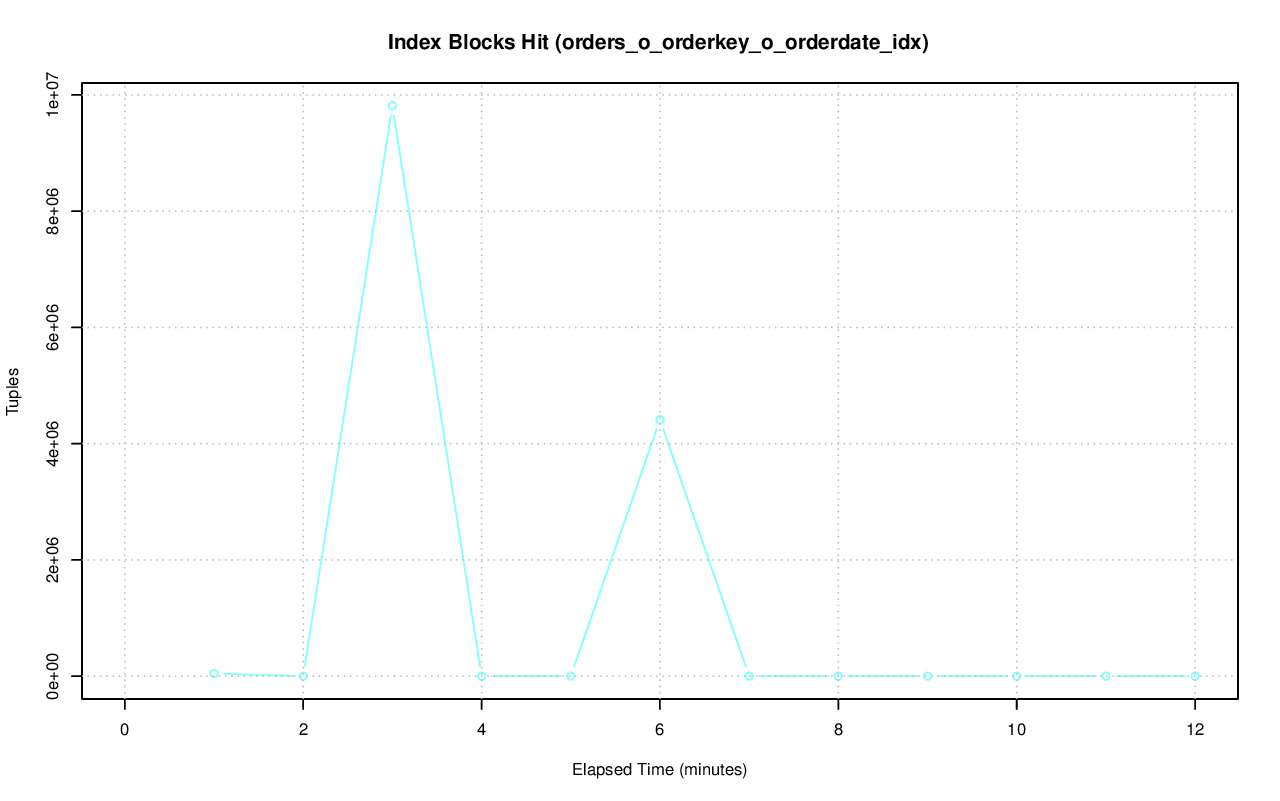 Index Blocks Hit (orders_o_orderkey_o_orderdate_idx)
1e+07
8e+06
6e+06
4e+06
2e+06
0e+00
Tuples
0 2 4 6 8 10 12
Elapsed Time (minutes)